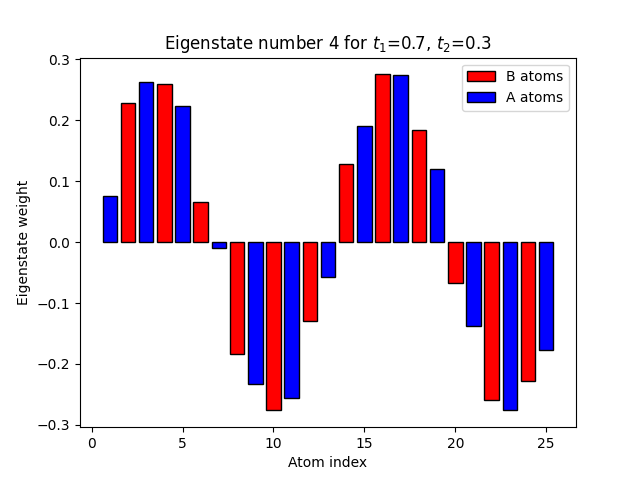 Eigenstate number 4 for t₁=0.7, t₂=0.3
B atoms
A atoms
Eigenstate weight
0.3
0.2
0.1
0.0
−0.1
−0.2
−0.3
0 5 10 15 20 25
Atom index